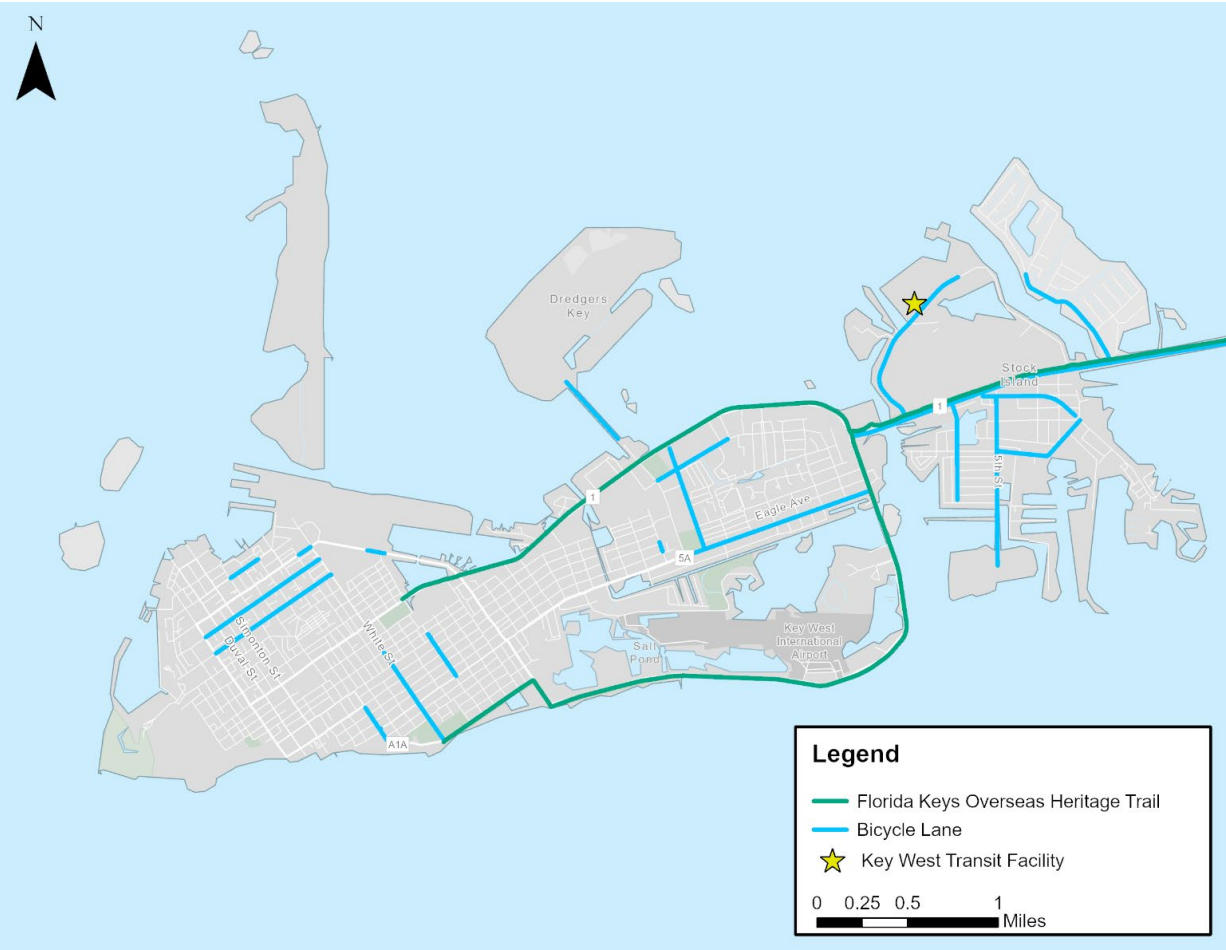 N
Dredgers
Key
Stock
Island
1
1
5th St
Eagle Ave
5A
Simonton St
Duval St
White St
Salt
Pond
Key West
International
Airport
A1A
Legend
Florida Keys Overseas Heritage Trail
Bicycle Lane
Key West Transit Facility
0 0.25 0.5 1
Miles